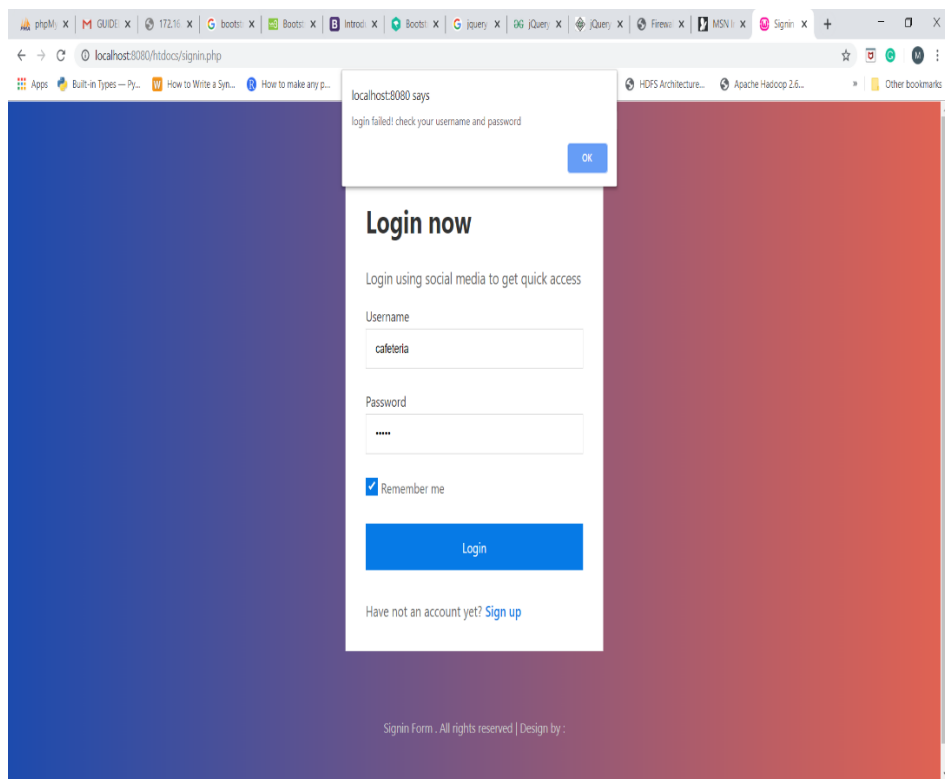 phpMy GUIDE 172.16 bootst Bootst Introd Bootst jquery jQuery jQuery Firewa MSN Ir Signin
localhost:8080/htdocs/signin.php
Apps Built-in Types — Py... How to Write a Syn... How to make any p... HDFS Architecture... Apache Hadoop 2.6... » Other bookmarks
localhost:8080 says
login failed! check your username and password
OK
Login now
Login using social media to get quick access
Username
cafeteria
Password
•••••
Remember me
Login
Have not an account yet? Sign up
Signin Form . All rights reserved | Design by :